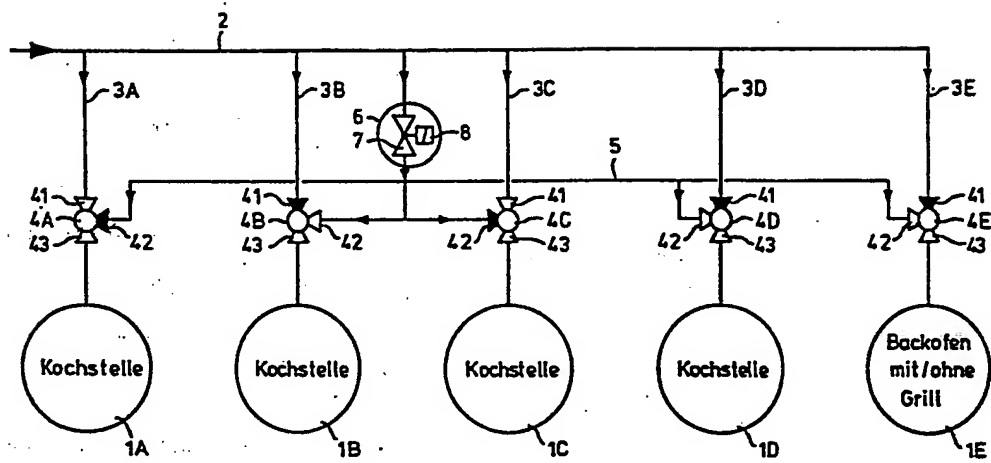 2
3A
3B
3C
3D
3E
6
7
8
5
41
4A
43
42
41
4B
43
42
41
4C
42
43
41
4D
42
43
41
4E
42
43
Kochstelle
Kochstelle
Kochstelle
Kochstelle
Backofen
mit/ohne
Grill
1A
1B
1C
1D
1E